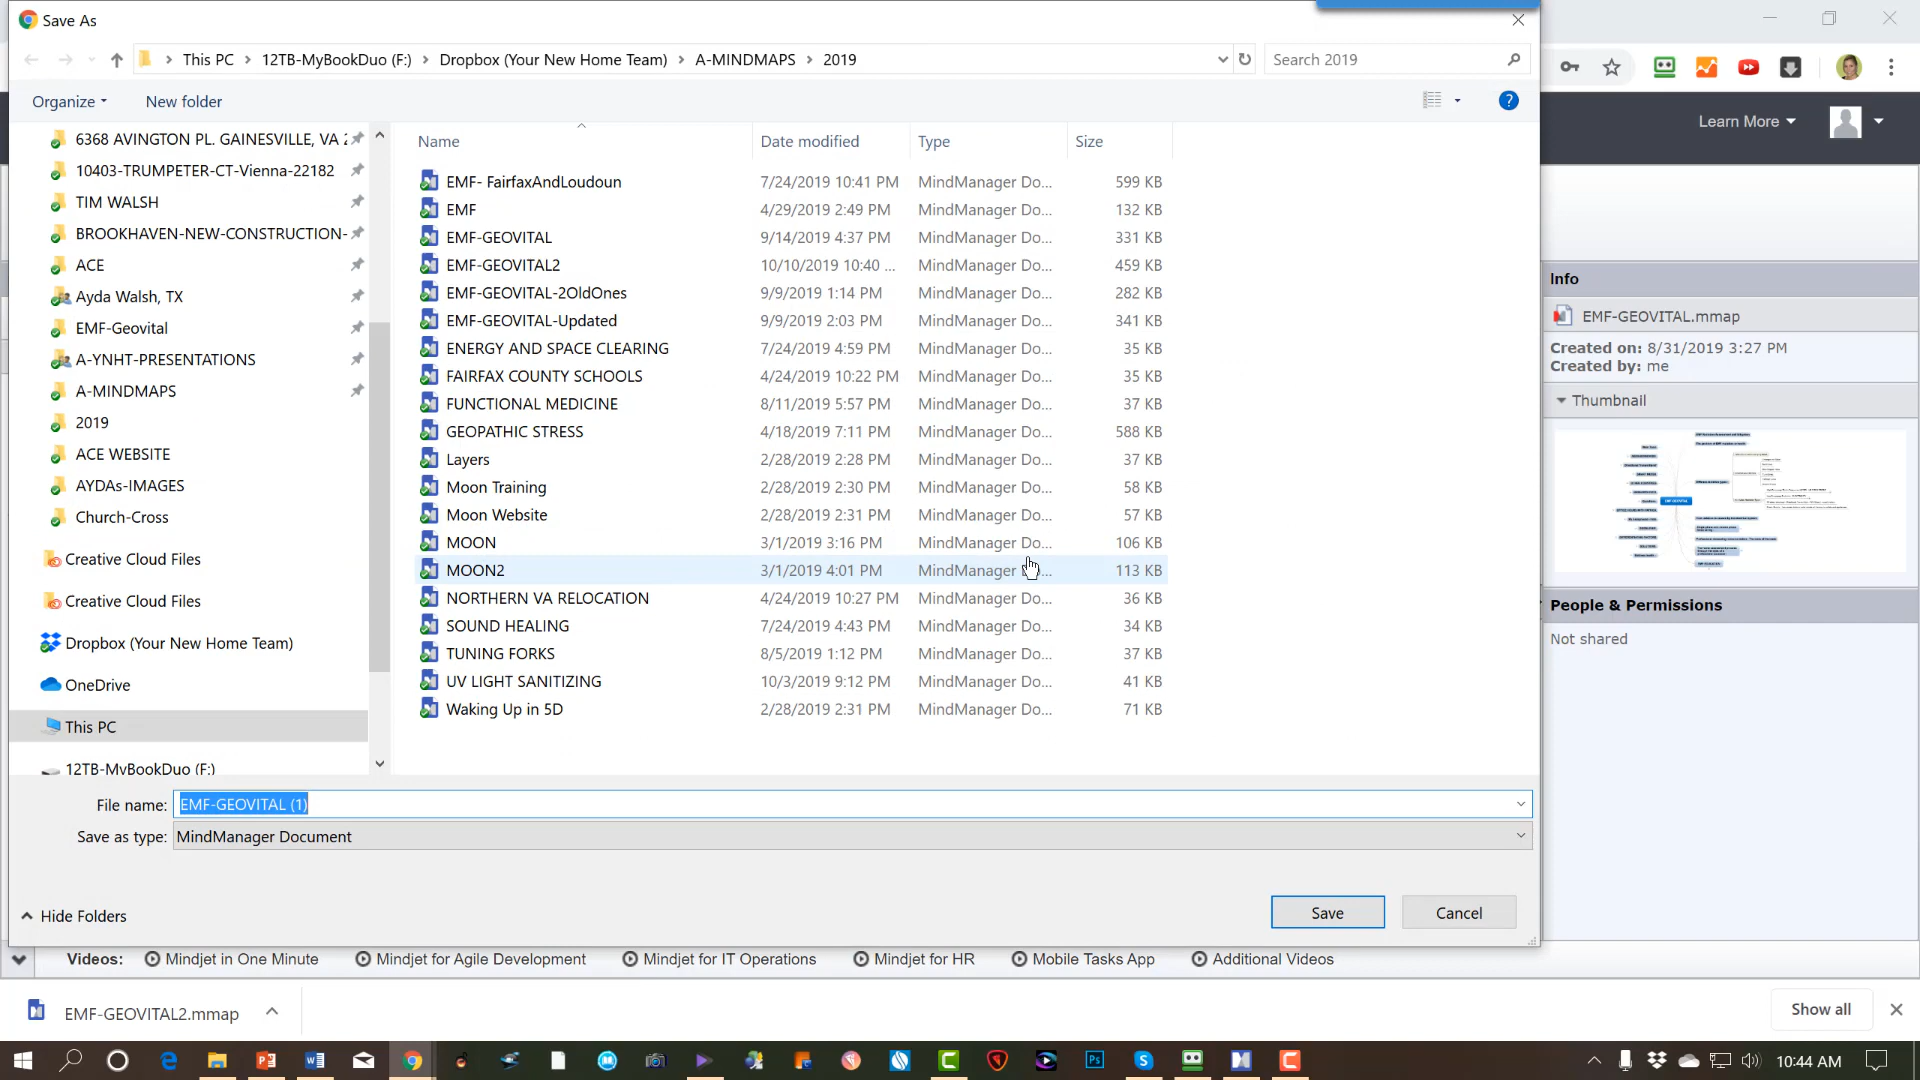 Save As
This PC > 12TB-MyBookDuo (F:) > Dropbox (Your New Home Team) > A-MINDMAPS > 2019
Search 2019
Organize
New folder
Learn More
Name Date modified Type Size
6368 AVINGTON PL. GAINESVILLE, VA 2
10403-TRUMPETER-CT-Vienna-22182
TIM WALSH
BROOKHAVEN-NEW-CONSTRUCTION-
ACE
Ayda Walsh, TX
EMF-Geovital
A-YNHT-PRESENTATIONS
A-MINDMAPS
2019
ACE WEBSITE
AYDAs-IMAGES
Church-Cross
Creative Cloud Files
Creative Cloud Files
Dropbox (Your New Home Team)
OneDrive
This PC
12TB-MyBookDuo (F:)
EMF- FairfaxAndLoudoun 7/24/2019 10:41 PM MindManager Do... 599 KB
EMF 4/29/2019 2:49 PM MindManager Do... 132 KB
EMF-GEOVITAL 9/14/2019 4:37 PM MindManager Do... 331 KB
EMF-GEOVITAL2 10/10/2019 10:40 ... MindManager Do... 459 KB
EMF-GEOVITAL-2OldOnes 9/9/2019 1:14 PM MindManager Do... 282 KB
EMF-GEOVITAL-Updated 9/9/2019 2:03 PM MindManager Do... 341 KB
ENERGY AND SPACE CLEARING 7/24/2019 4:59 PM MindManager Do... 35 KB
FAIRFAX COUNTY SCHOOLS 4/24/2019 10:22 PM MindManager Do... 35 KB
FUNCTIONAL MEDICINE 8/11/2019 5:57 PM MindManager Do... 37 KB
GEOPATHIC STRESS 4/18/2019 7:11 PM MindManager Do... 588 KB
Layers 2/28/2019 2:28 PM MindManager Do... 37 KB
Moon Training 2/28/2019 2:30 PM MindManager Do... 58 KB
Moon Website 2/28/2019 2:31 PM MindManager Do... 57 KB
MOON 3/1/2019 3:16 PM MindManager Do... 106 KB
MOON2 3/1/2019 4:01 PM MindManager Do... 113 KB
NORTHERN VA RELOCATION 4/24/2019 10:27 PM MindManager Do... 36 KB
SOUND HEALING 7/24/2019 4:43 PM MindManager Do... 34 KB
TUNING FORKS 8/5/2019 1:12 PM MindManager Do... 37 KB
UV LIGHT SANITIZING 10/3/2019 9:12 PM MindManager Do... 41 KB
Waking Up in 5D 2/28/2019 2:31 PM MindManager Do... 71 KB
Info
EMF-GEOVITAL.mmap
Created on: 8/31/2019 3:27 PM
Created by: me
Thumbnail
People & Permissions
Not shared
File name: EMF-GEOVITAL (1)
Save as type: MindManager Document
Hide Folders
Save
Cancel
Videos: Mindjet in One Minute Mindjet for Agile Development Mindjet for IT Operations Mindjet for HR Mobile Tasks App Additional Videos
EMF-GEOVITAL2.mmap
Show all
10:44 AM